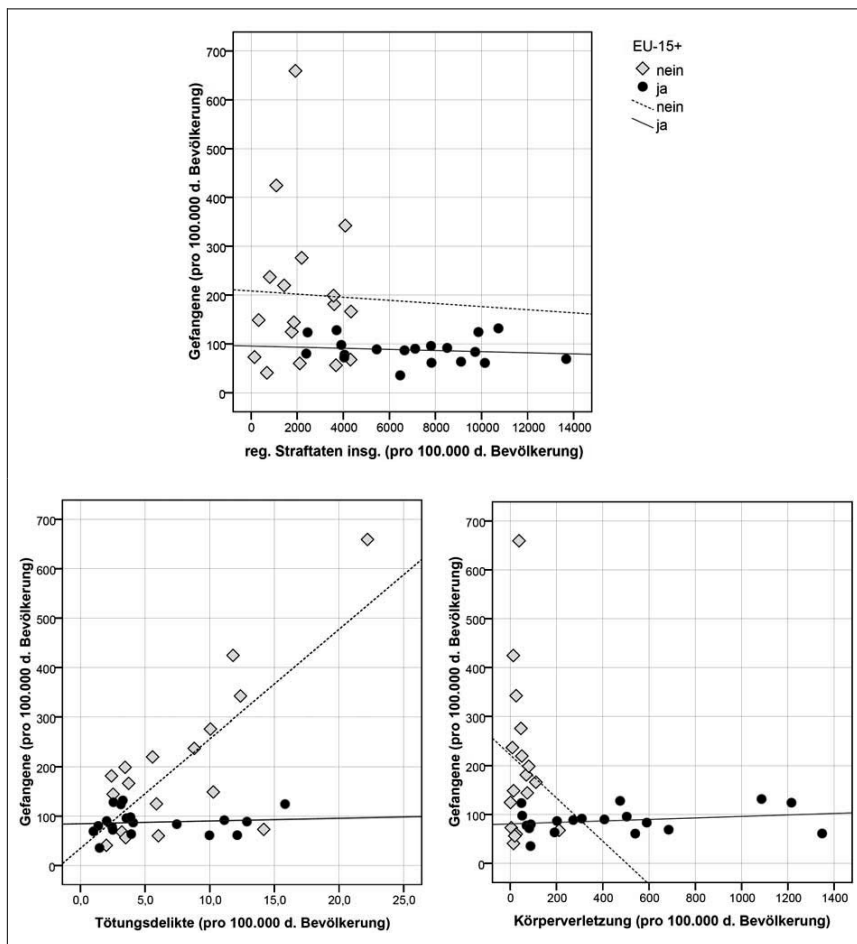 EU-15+
nein
ja
nein
ja
Gefangene (pro 100.000 d. Bevölkerung)
700
600
500
400
300
200
100
0
0 2000 4000 6000 8000 10000 12000 14000
reg. Straftaten insg. (pro 100.000 d. Bevölkerung)
Gefangene (pro 100.000 d. Bevölkerung)
700
600
500
400
300
200
100
0
0,0 5,0 10,0 15,0 20,0 25,0
Tötungsdelikte (pro 100.000 d. Bevölkerung)
Gefangene (pro 100.000 d. Bevölkerung)
700
600
500
400
300
200
100
0
0 200 400 600 800 1000 1200 1400
Körperverletzung (pro 100.000 d. Bevölkerung)